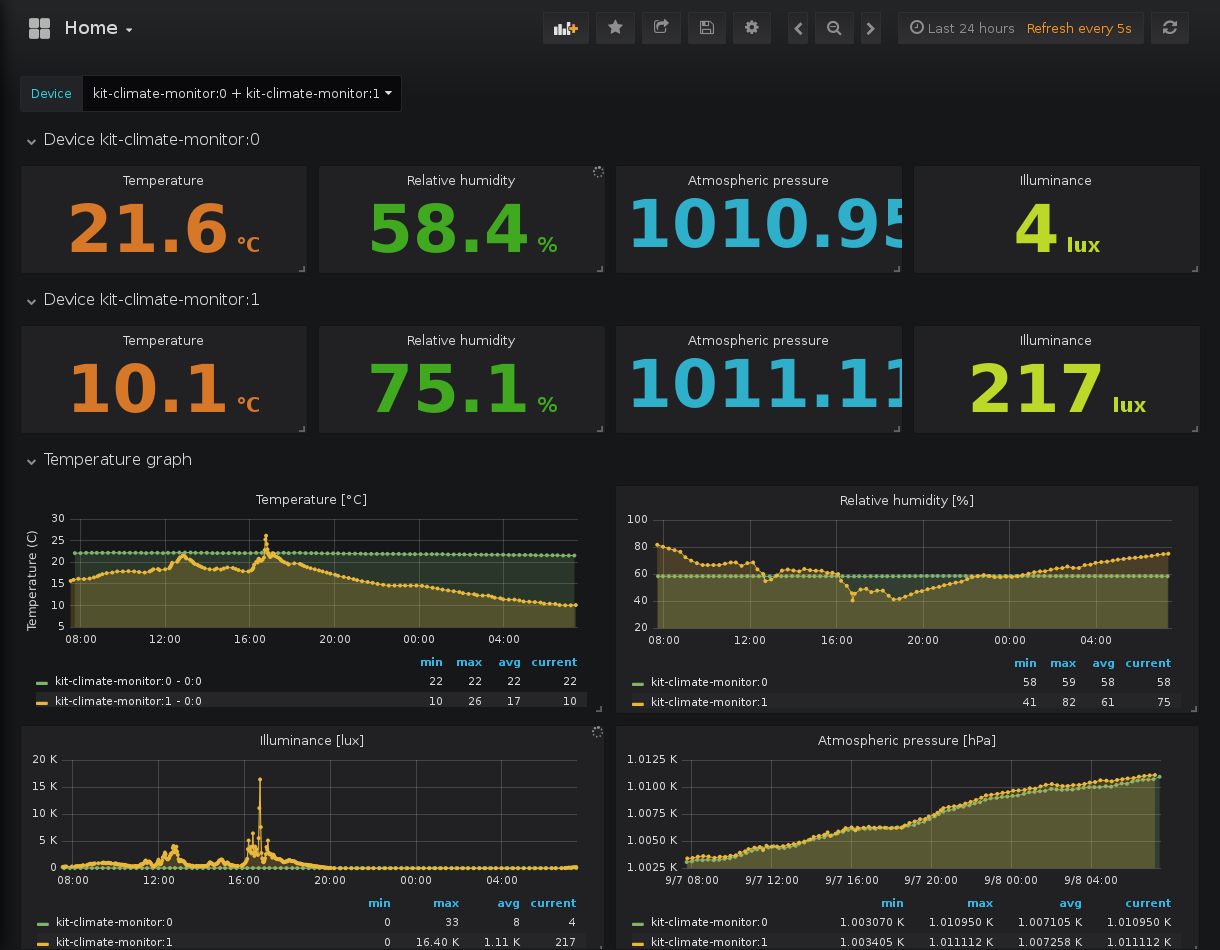 Home
Last 24 hours Refresh every 5s
Device kit-climate-monitor:0 + kit-climate-monitor:1
Device kit-climate-monitor:0
Temperature Relative humidity Atmospheric pressure Illuminance
21.6 °C 58.4 % 1010.95 4 lux
Device kit-climate-monitor:1
Temperature Relative humidity Atmospheric pressure Illuminance
10.1 °C 75.1 % 1011.11 217 lux
Temperature graph
Temperature [°C]
Temperature (C)
30
25
20
15
10
5
08:00 12:00 16:00 20:00 00:00 04:00
min max avg current
kit-climate-monitor:0 - 0:0 22 22 22 22
kit-climate-monitor:1 - 0:0 10 26 17 10
Relative humidity [%]
100
80
60
40
20
08:00 12:00 16:00 20:00 00:00 04:00
min max avg current
kit-climate-monitor:0 58 59 58 58
kit-climate-monitor:1 41 82 61 75
Illuminance [lux]
20 K
15 K
10 K
5 K
0
08:00 12:00 16:00 20:00 00:00 04:00
min max avg current
kit-climate-monitor:0 0 33 8 4
kit-climate-monitor:1 0 16.40 K 1.11 K 217
Atmospheric pressure [hPa]
1.0125 K
1.0100 K
1.0075 K
1.0050 K
1.0025 K
9/7 08:00 9/7 12:00 9/7 16:00 9/7 20:00 9/8 00:00 9/8 04:00
min max avg current
kit-climate-monitor:0 1.003070 K 1.010950 K 1.007105 K 1.010950 K
kit-climate-monitor:1 1.003405 K 1.011112 K 1.007258 K 1.011112 K